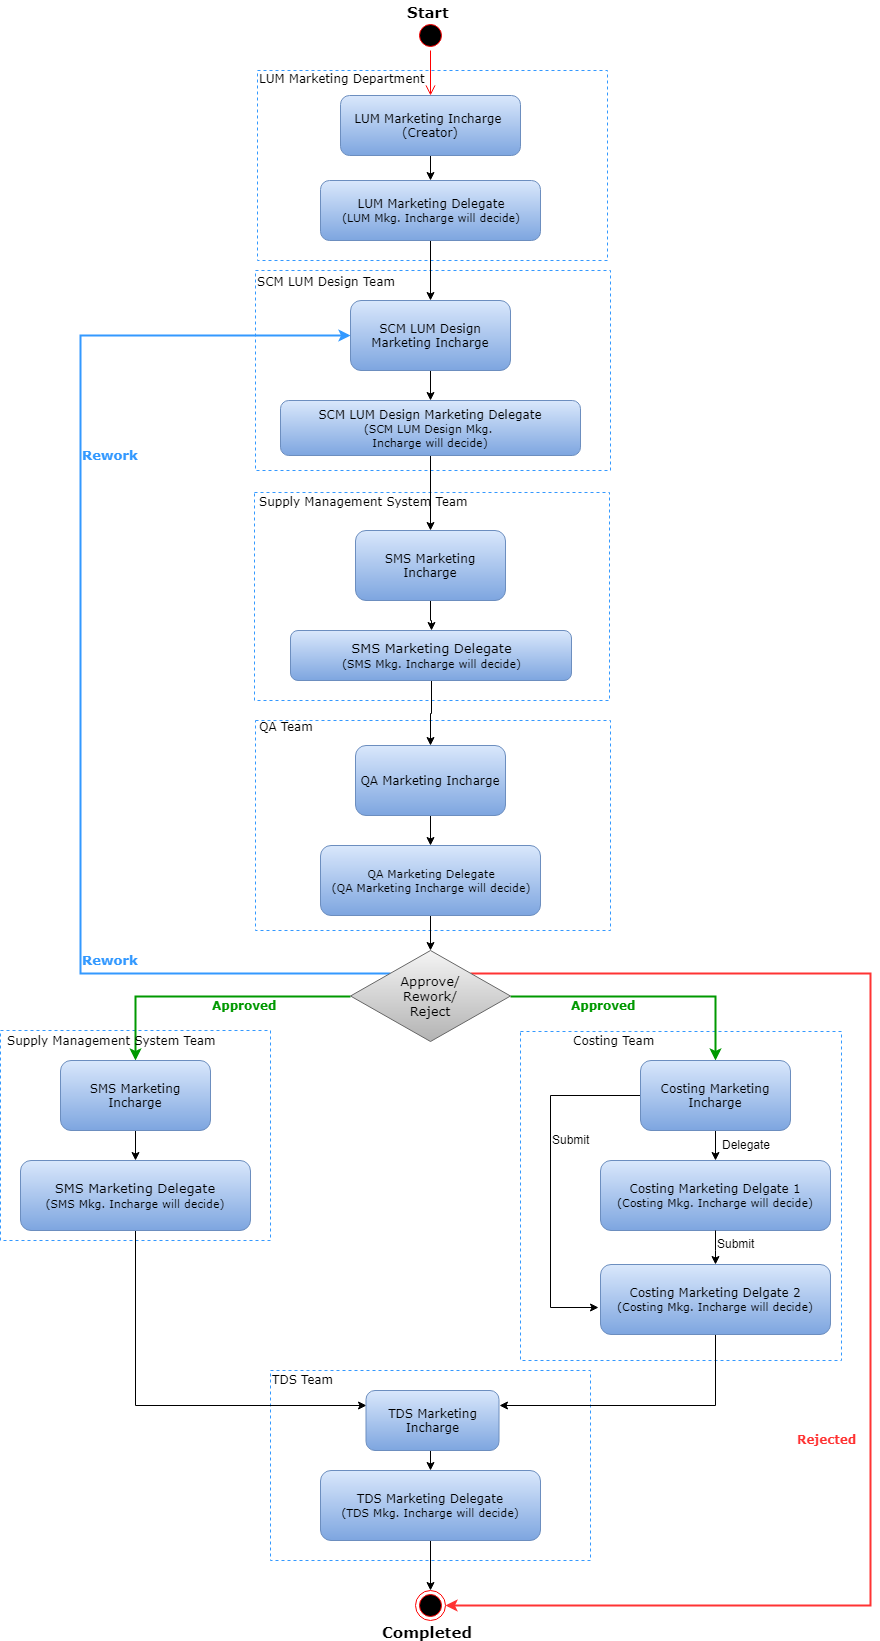 Start
LUM Marketing Department
LUM Marketing Incharge
(Creator)
LUM Marketing Delegate
(LUM Mkg. Incharge will decide)
SCM LUM Design Team
SCM LUM Design
Marketing Incharge
SCM LUM Design Marketing Delegate
(SCM LUM Design Mkg.
Incharge will decide)
Rework
Supply Management System Team
SMS Marketing
Incharge
SMS Marketing Delegate
(SMS Mkg. Incharge will decide)
QA Team
QA Marketing Incharge
QA Marketing Delegate
(QA Marketing Incharge will decide)
Rework
Approve/
Rework/
Reject
Approved
Approved
Supply Management System Team
SMS Marketing
Incharge
SMS Marketing Delegate
(SMS Mkg. Incharge will decide)
Costing Team
Costing Marketing
Incharge
Submit
Delegate
Costing Marketing Delgate 1
(Costing Mkg. Incharge will decide)
Submit
Costing Marketing Delgate 2
(Costing Mkg. Incharge will decide)
TDS Team
TDS Marketing
Incharge
Rejected
TDS Marketing Delegate
(TDS Mkg. Incharge will decide)
Completed